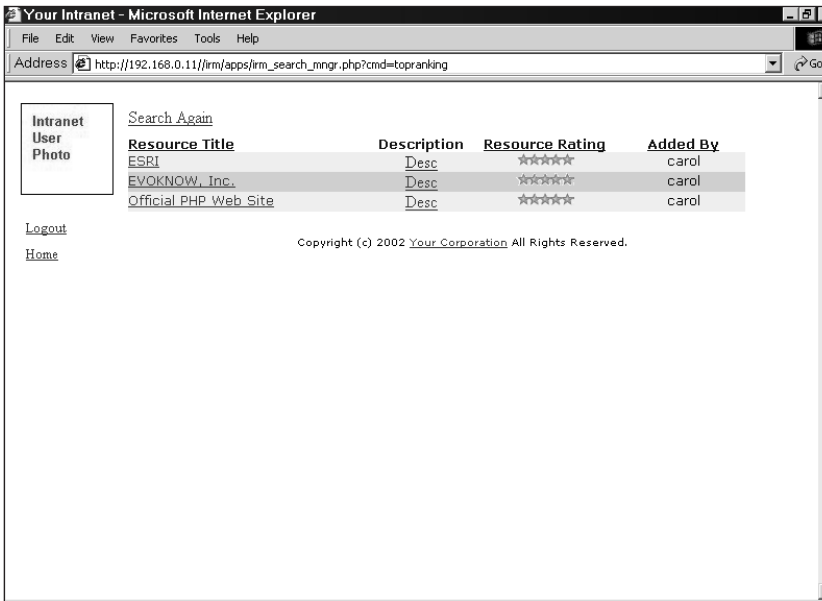 Your Intranet - Microsoft Internet Explorer
File Edit View Favorites Tools Help
Address http://192.168.0.11//irm/apps/irm_search_mngr.php?cmd=topranking Go
Intranet
User
Photo
Search Again
Resource Title Description Resource Rating Added By
ESRI Desc carol
EVOKNOW, Inc. Desc carol
Official PHP Web Site Desc carol
Logout
Home
Copyright (c) 2002 Your Corporation All Rights Reserved.